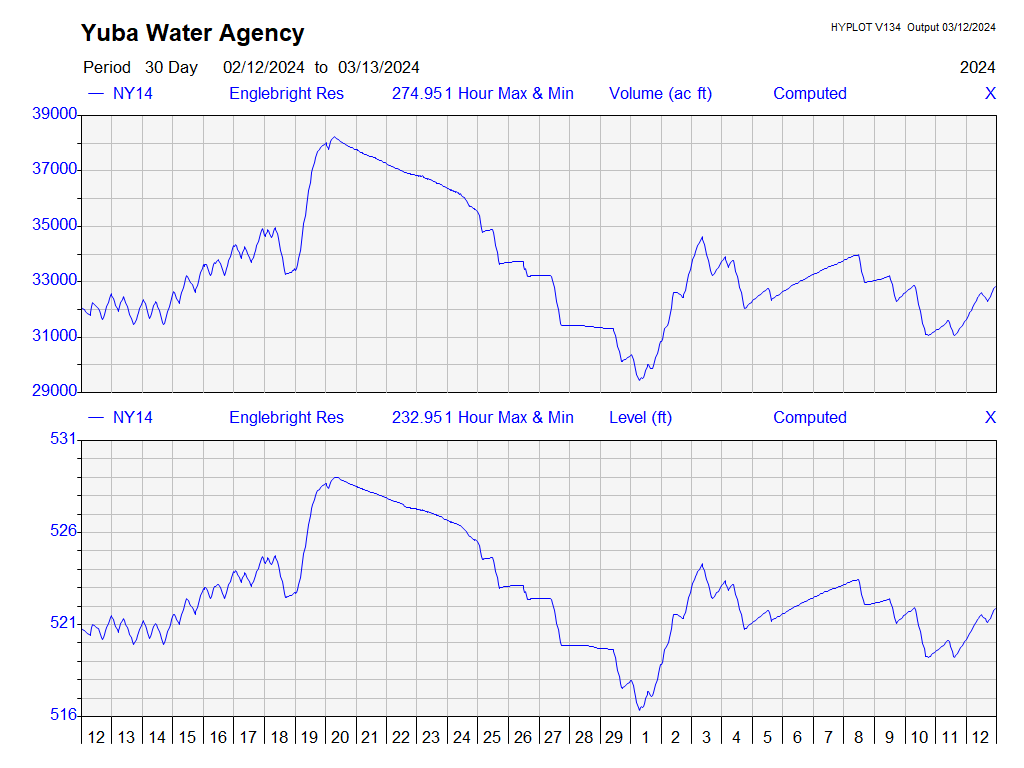 Yuba Water Agency
HYPLOT V134 Output 03/12/2024
Period 30 Day 02/12/2024 to 03/13/2024 2024
NY14 Englebright Res 274.951 Hour Max & Min Volume (ac ft) Computed X
39000
37000
35000
33000
31000
29000
NY14 Englebright Res 232.951 Hour Max & Min Level (ft) Computed X
531
526
521
516
12 13 14 15 16 17 18 19 20 21 22 23 24 25 26 27 28 29 1 2 3 4 5 6 7 8 9 10 11 12